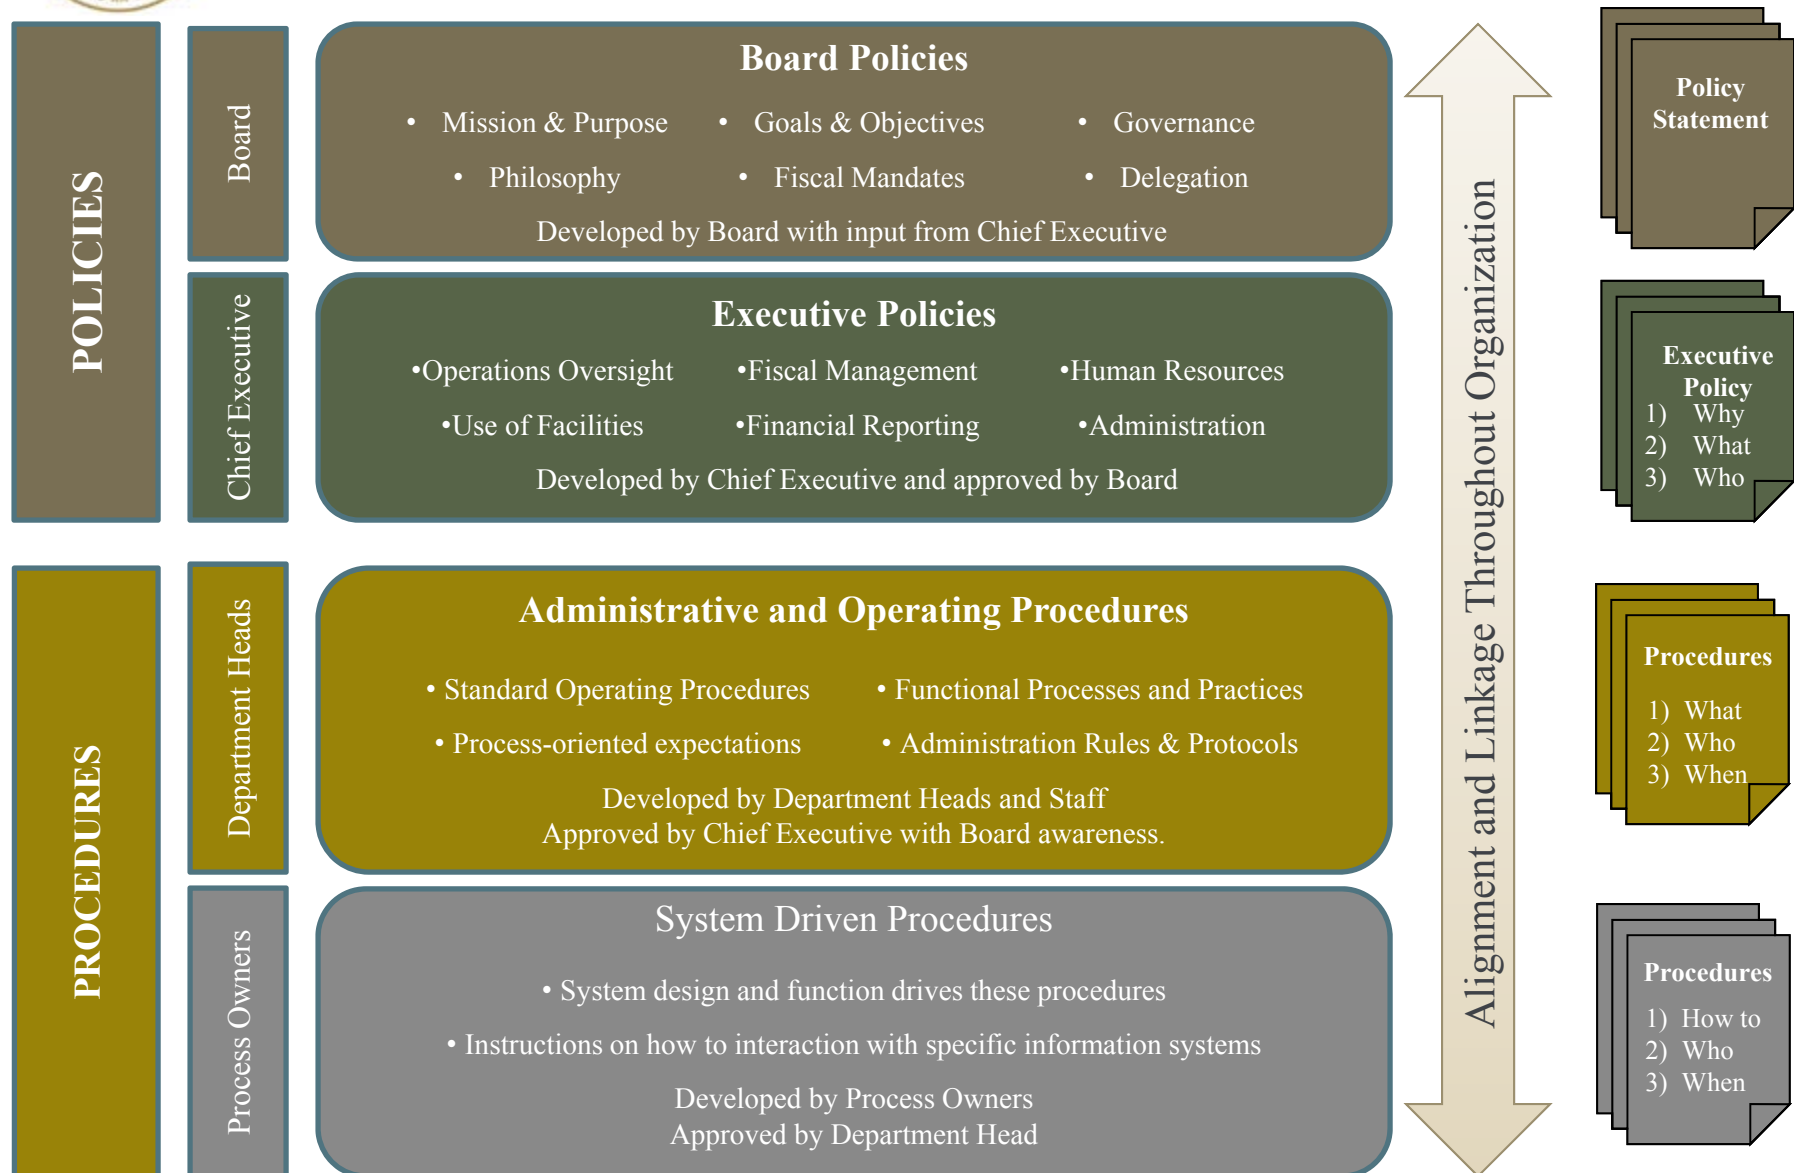 POLICIES
Board
Board Policies
• Mission & Purpose • Goals & Objectives • Governance
• Philosophy • Fiscal Mandates • Delegation
Developed by Board with input from Chief Executive
Policy
Statement
Chief Executive
Executive Policies
•Operations Oversight •Fiscal Management •Human Resources
•Use of Facilities •Financial Reporting •Administration
Developed by Chief Executive and approved by Board
Executive
Policy
1) Why
2) What
3) Who
Alignment and Linkage Throughout Organization
PROCEDURES
Department Heads
Administrative and Operating Procedures
• Standard Operating Procedures • Functional Processes and Practices
• Process-oriented expectations • Administration Rules & Protocols
Developed by Department Heads and Staff
Approved by Chief Executive with Board awareness.
Procedures
1) What
2) Who
3) When
Process Owners
System Driven Procedures
• System design and function drives these procedures
• Instructions on how to interaction with specific information systems
Developed by Process Owners
Approved by Department Head
Procedures
1) How to
2) Who
3) When